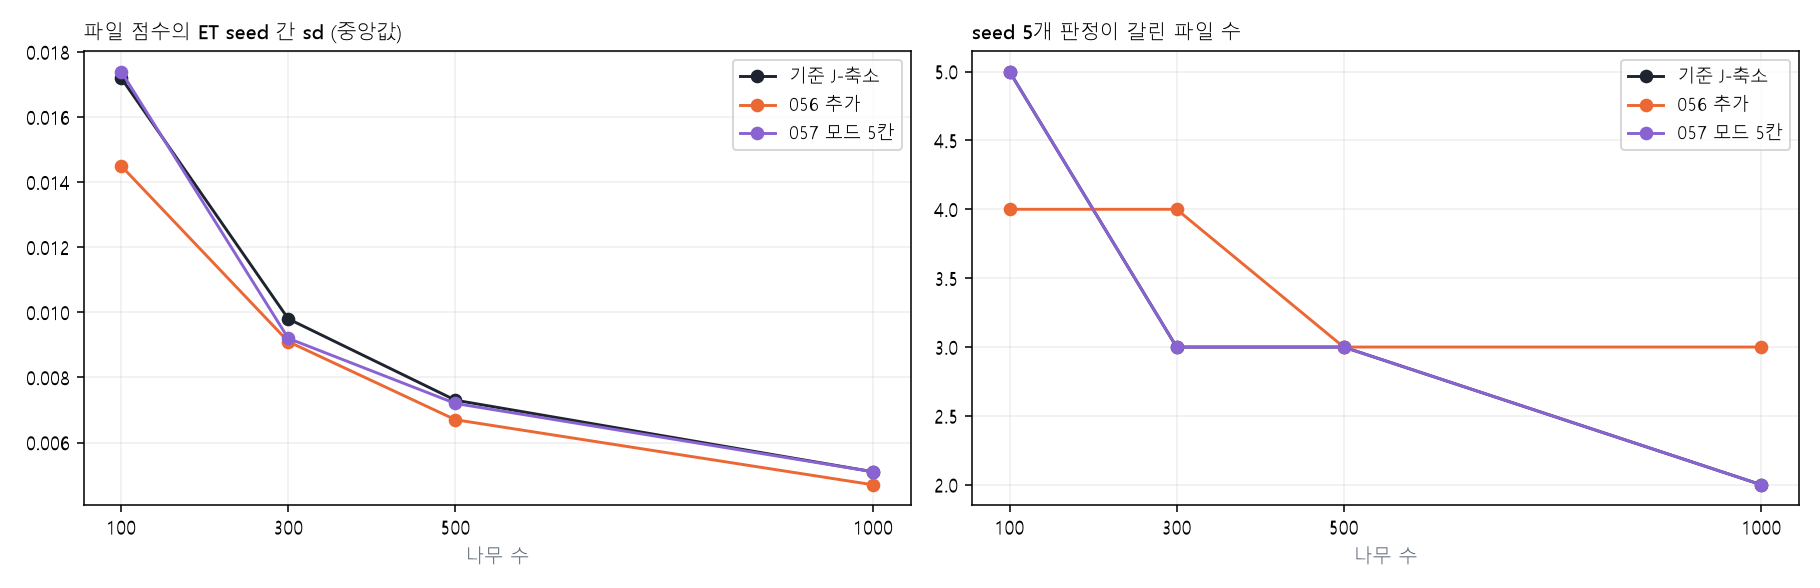 파일 점수의 ET seed 간 sd (중앙값)
0.018
0.016
0.014
0.012
0.010
0.008
0.006
기준 J-축소
056 추가
057 모드 5칸
100 300 500 1000
나무 수
seed 5개 판정이 갈린 파일 수
5.0
4.5
4.0
3.5
3.0
2.5
2.0
기준 J-축소
056 추가
057 모드 5칸
100 300 500 1000
나무 수